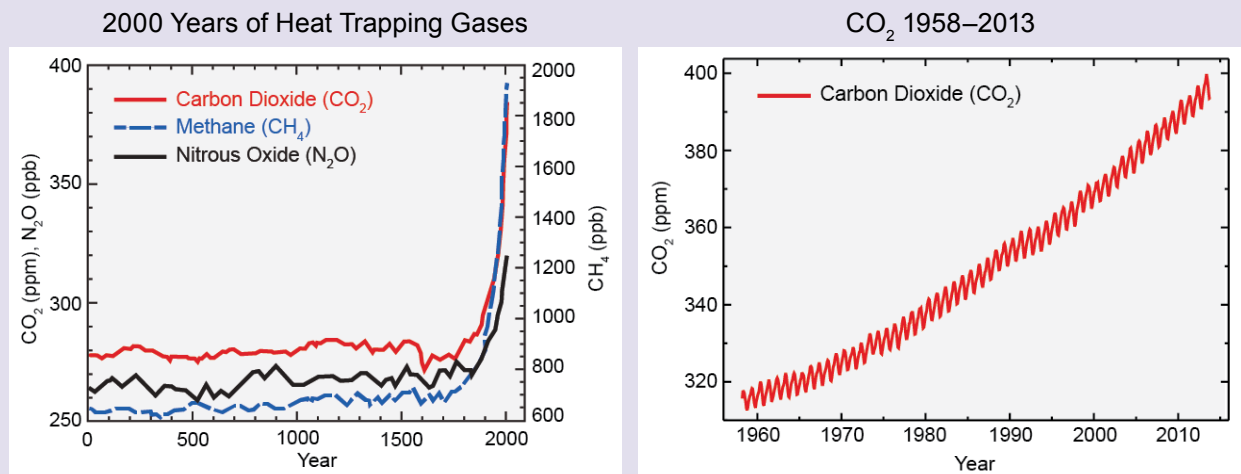 2000 Years of Heat Trapping Gases
400
350
300
250
CO₂ (ppm), N₂O (ppb)
Carbon Dioxide (CO₂)
Methane (CH₄)
Nitrous Oxide (N₂O)
2000
1800
1600
1400
1200
1000
800
600
CH₄ (ppb)
0
500
1000
1500
2000
Year
CO₂ 1958–2013
400
380
360
340
320
CO₂ (ppm)
Carbon Dioxide (CO₂)
1960
1970
1980
1990
2000
2010
Year